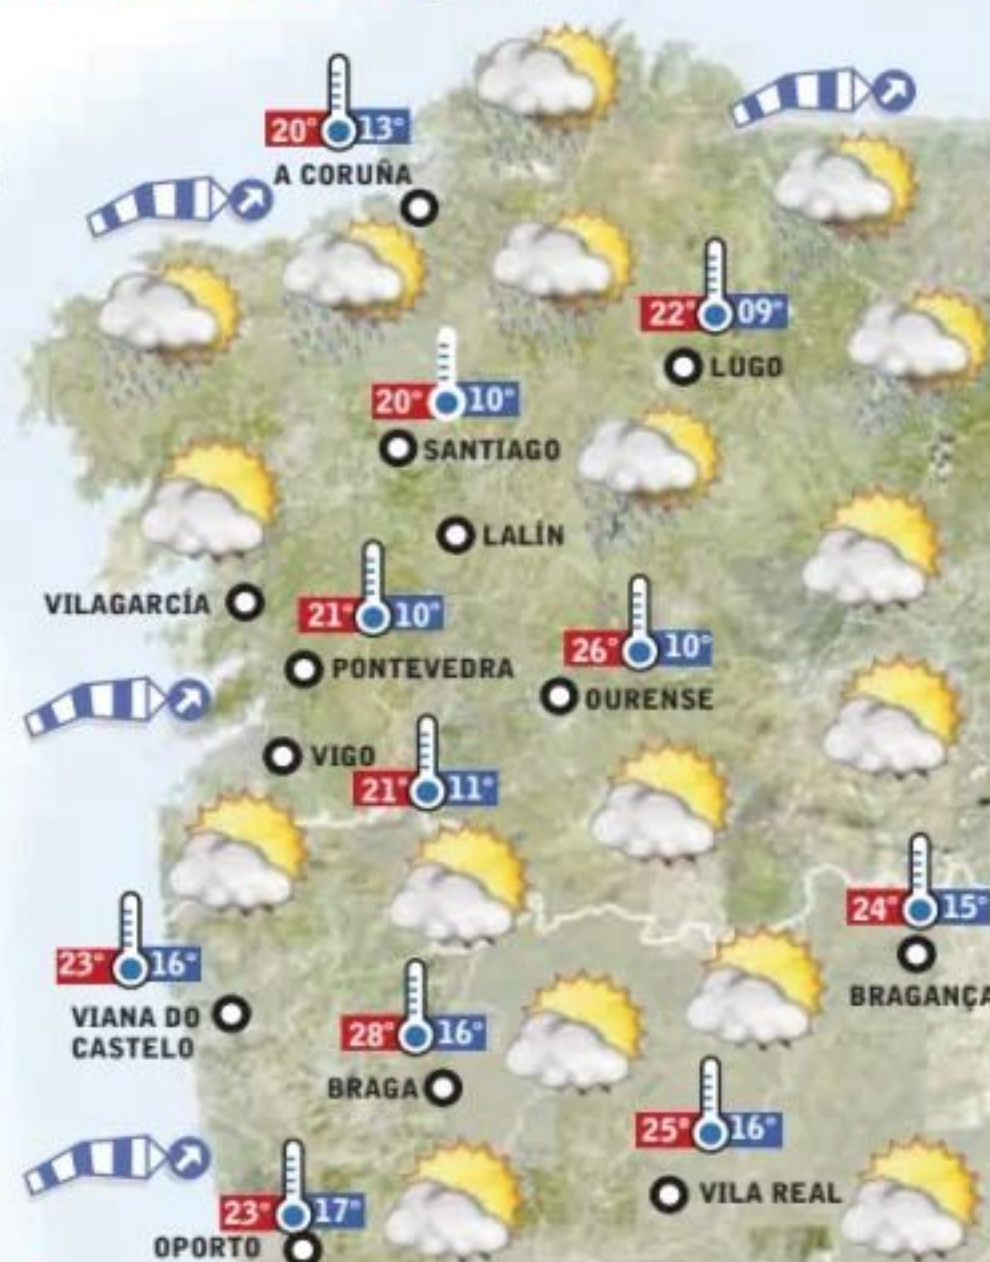 20° 13°
A CORUÑA
22° 09°
LUGO
20° 10°
SANTIAGO
LALÍN
VILAGARCÍA
21° 10°
PONTEVEDRA
26° 10°
OURENSE
VIGO
21° 11°
24° 15°
BRAGANÇA
23° 16°
VIANA DO
CASTELO
28° 16°
BRAGA
25° 16°
VILA REAL
23° 17°
OPORTO